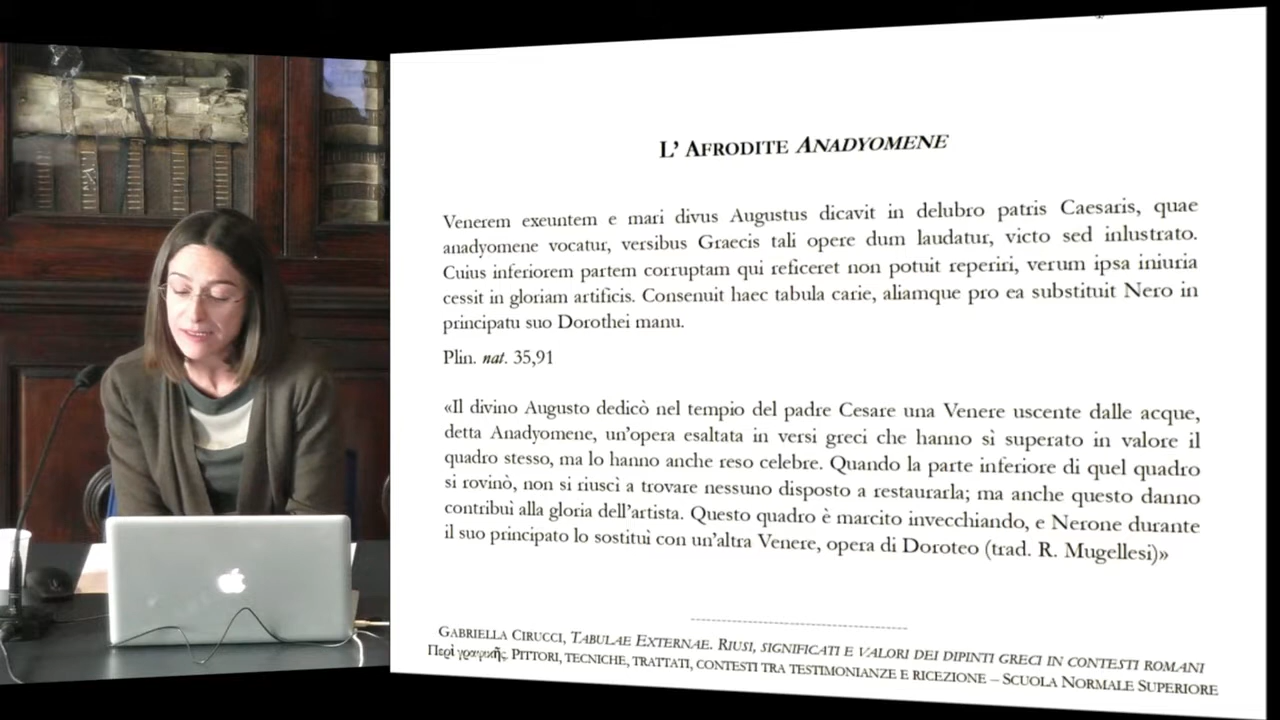 L’ AFRODITE ANADYOMENE
Venerem exeuntem e mari divus Augustus dicavit in delubro patris Caesaris, quae
anadyomene vocatur, versibus Graecis tali opere dum laudatur, victo sed inlustrato.
Cuius inferiorem partem corruptam qui reficeret non potuit reperiri, verum ipsa iniuria
cessit in gloriam artificis. Consenuit haec tabula carie, aliamque pro ea substituit Nero in
principatu suo Dorothei manu.
Plin. nat. 35,91
«Il divino Augusto dedicò nel tempio del padre Cesare una Venere uscente dalle acque,
detta Anadyomene, un’opera esaltata in versi greci che hanno sì superato in valore il
quadro stesso, ma lo hanno anche reso celebre. Quando la parte inferiore di quel quadro
si rovinò, non si riuscì a trovare nessuno disposto a restaurarla; ma anche questo danno
contribuì alla gloria dell’artista. Questo quadro è marcito invecchiando, e Nerone durante
il suo principato lo sostituì con un’altra Venere, opera di Doroteo (trad. R. Mugellesi)»
GABRIELLA CIRUCCI, TABULAE EXTERNAE. RIUSI, SIGNIFICATI E VALORI DEI DIPINTI GRECI IN CONTESTI ROMANI
Περὶ γραφικῆς. PITTORI, TECNICHE, TRATTATI, CONTESTI TRA TESTIMONIANZE E RICEZIONE – SCUOLA NORMALE SUPERIORE